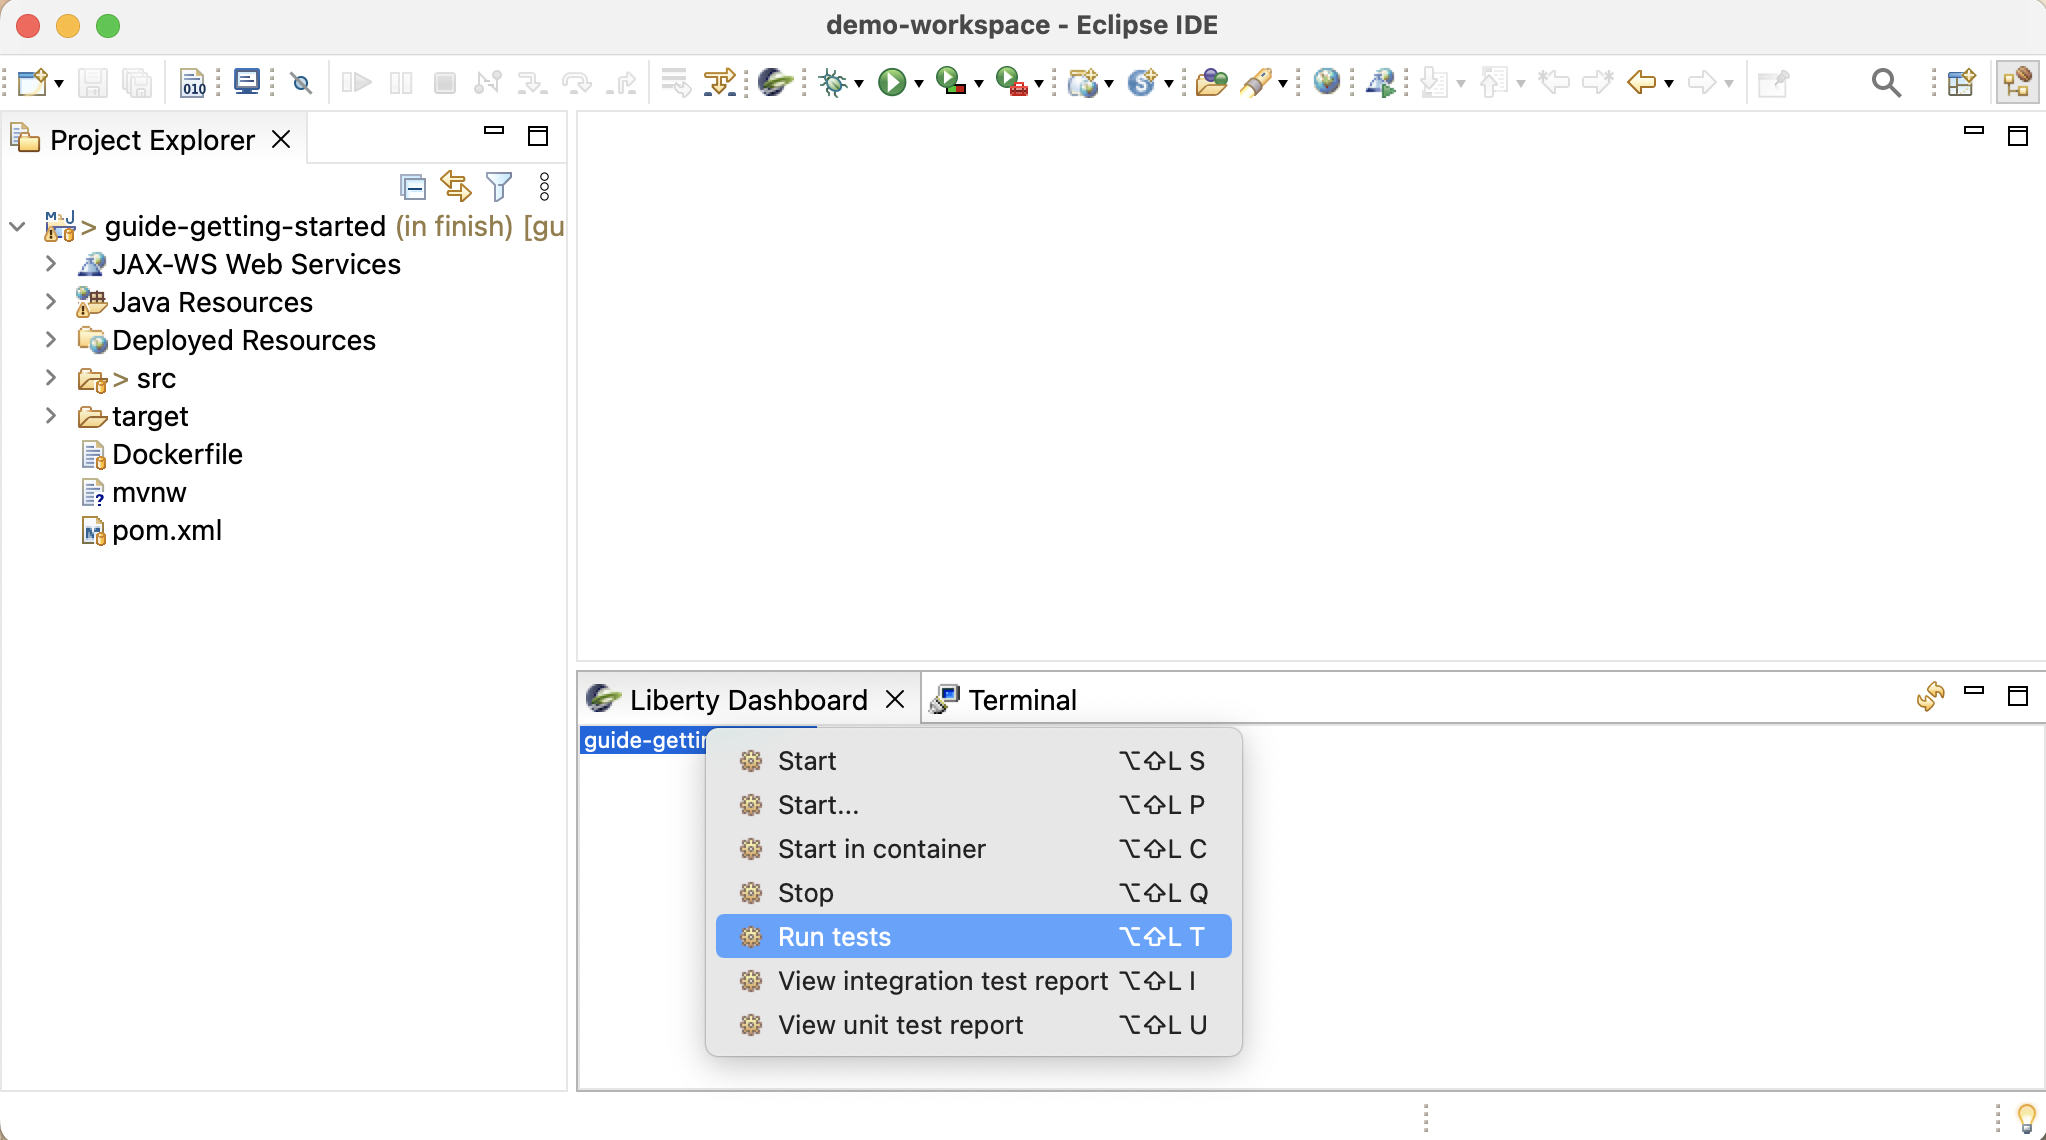 demo-workspace - Eclipse IDE
010
Project Explorer
> guide-getting-started (in finish) [gu
JAX-WS Web Services
Java Resources
Deployed Resources
> src
target
Dockerfile
mvnw
pom.xml
Liberty Dashboard
Terminal
guide-gettin
Start ⌥⇧L S
Start... ⌥⇧L P
Start in container ⌥⇧L C
Stop ⌥⇧L Q
Run tests ⌥⇧L T
View integration test report ⌥⇧L I
View unit test report ⌥⇧L U